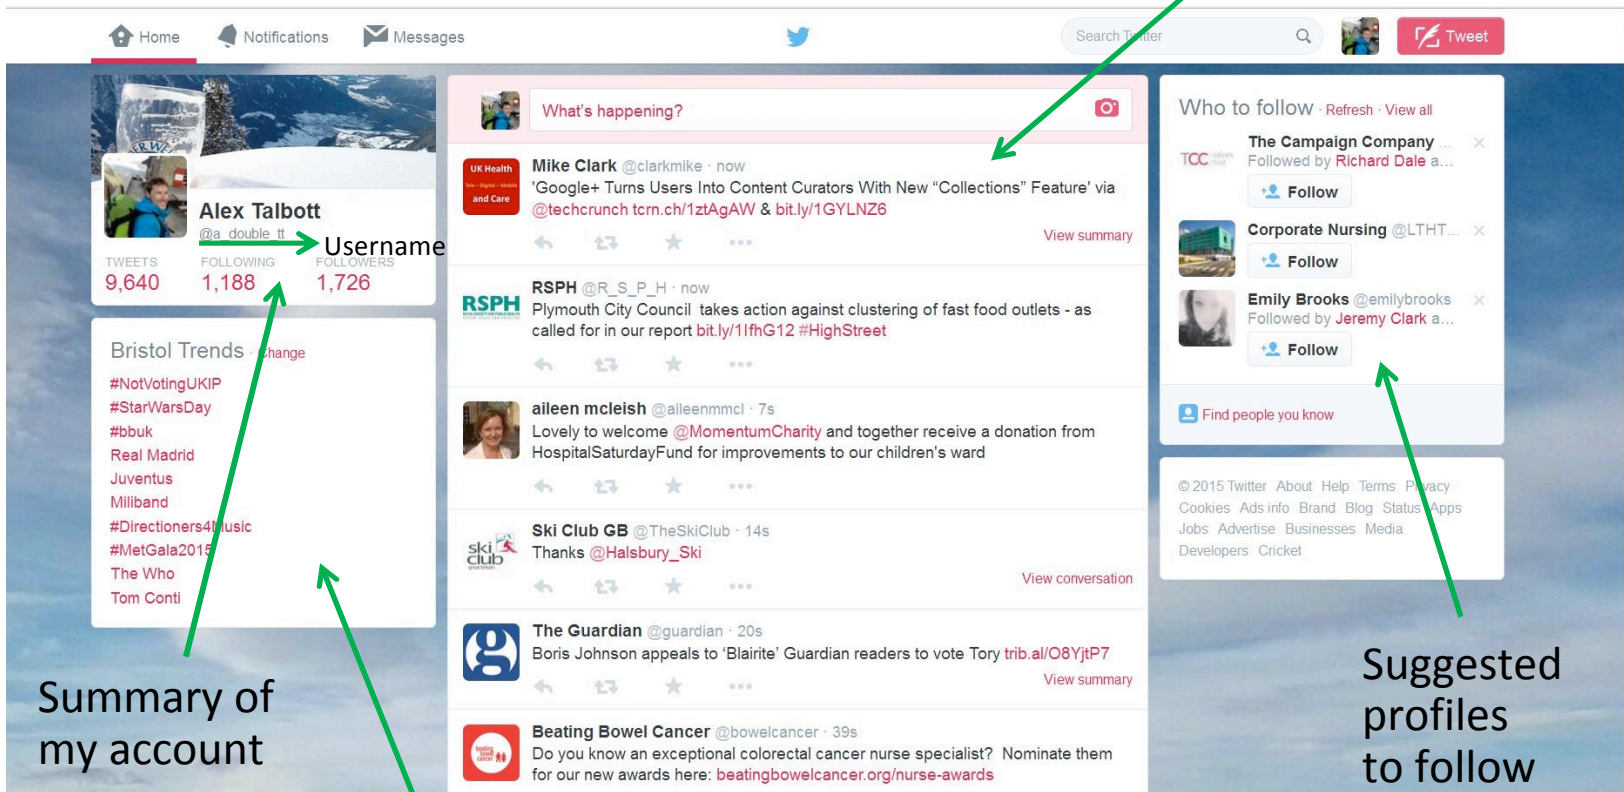 Home Notifications Messages Search Twitter Tweet
Alex Talbott
@a_double_tt
Username
TWEETS FOLLOWING FOLLOWERS
9,640 1,188 1,726
Bristol Trends · Change
#NotVotingUKIP
#StarWarsDay
#bbuk
Real Madrid
Juventus
Miliband
#Directioners4Music
#MetGala2015
The Who
Tom Conti
Summary of
my account
What's happening?
UK Health
and Care
Mike Clark @clarkmike · now
'Google+ Turns Users Into Content Curators With New “Collections” Feature' via
@techcrunch tcrn.ch/1ztAgAW & bit.ly/1GYLNZ6
View summary
RSPH
RSPH @R_S_P_H · now
Plymouth City Council takes action against clustering of fast food outlets - as
called for in our report bit.ly/1IfhG12 #HighStreet
aileen mcleish @aileenmmcl · 7s
Lovely to welcome @MomentumCharity and together receive a donation from
HospitalSaturdayFund for improvements to our children's ward
ski
club
Ski Club GB @TheSkiClub · 14s
Thanks @Halsbury_Ski
View conversation
g
The Guardian @guardian · 20s
Boris Johnson appeals to ‘Blairite’ Guardian readers to vote Tory trib.al/O8YjtP7
View summary
beating
bowel
cancer
Beating Bowel Cancer @bowelcancer · 39s
Do you know an exceptional colorectal cancer nurse specialist? Nominate them
for our new awards here: beatingbowelcancer.org/nurse-awards
Who to follow · Refresh · View all
TCC values first
The Campaign Company ...
Followed by Richard Dale a...
Follow
Corporate Nursing @LTHT...
Follow
Emily Brooks @emilybrooks
Followed by Jeremy Clark a...
Follow
Find people you know
© 2015 Twitter About Help Terms Privacy
Cookies Ads info Brand Blog Status Apps
Jobs Advertise Businesses Media
Developers Cricket
Suggested
profiles
to follow